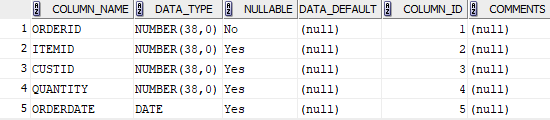 COLUMN_NAME DATA_TYPE NULLABLE DATA_DEFAULT COLUMN_ID COMMENTS
1 ORDERID NUMBER(38,0) No (null) 1 (null)
2 ITEMID NUMBER(38,0) Yes (null) 2 (null)
3 CUSTID NUMBER(38,0) Yes (null) 3 (null)
4 QUANTITY NUMBER(38,0) Yes (null) 4 (null)
5 ORDERDATE DATE Yes (null) 5 (null)